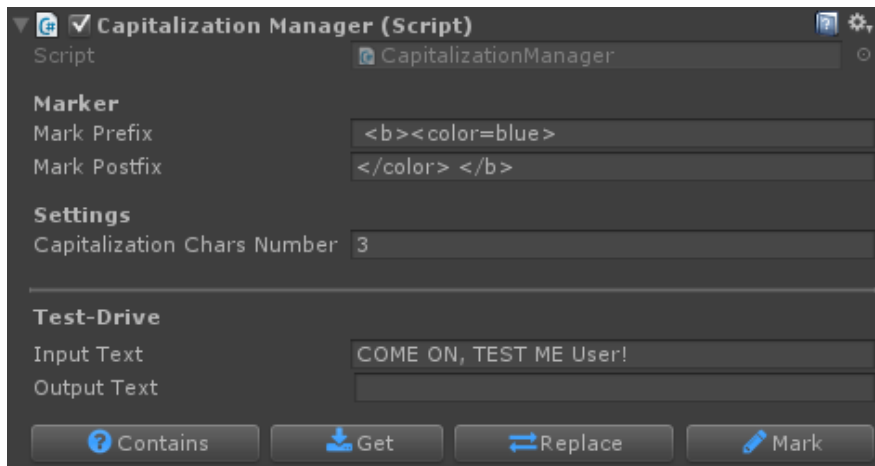 Capitalization Manager (Script)
Script CapitalizationManager
Marker
Mark Prefix <b><color=blue>
Mark Postfix </color> </b>
Settings
Capitalization Chars Number 3
Test-Drive
Input Text COME ON, TEST ME User!
Output Text
Contains Get Replace Mark